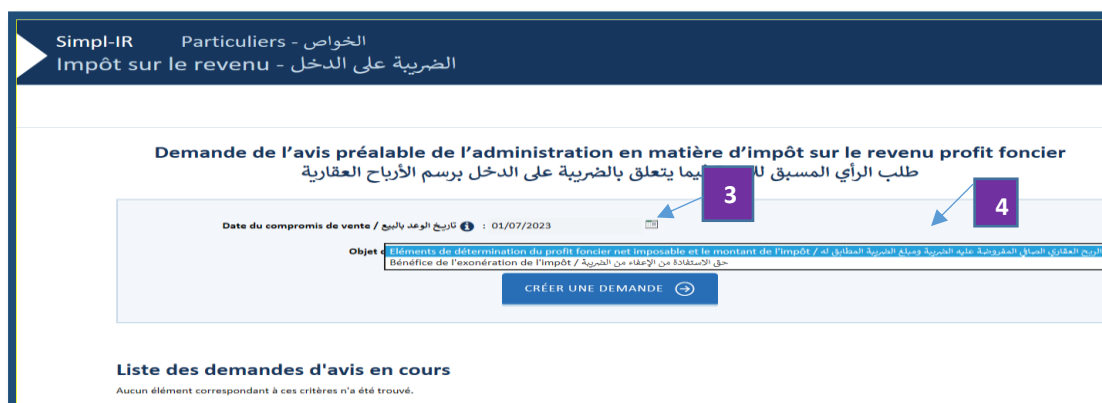 Simpl-IR Particuliers - الخواص
Impôt sur le revenu - الضريبة على الدخل
Demande de l’avis préalable de l’administration en matière d’impôt sur le revenu profit foncier
طلب الرأي المسبق فيما يتعلق بالضريبة على الدخل برسم الأرباح العقارية
3
4
Date du compromis de vente / تاريخ الوعد بالبيع : 01/07/2023
Objet
Eléments de détermination du profit foncier net imposable et le montant de l'impôt / الربح العقاري الصافي المفروضة عليه الضريبة ومبلغ الضريبة المطابق له
Bénéfice de l'exonération de l'impôt / حق الاستفادة من الإعفاء من الضريبة
CRÉER UNE DEMANDE
Liste des demandes d'avis en cours
Aucun élément correspondant à ces critères n'a été trouvé.